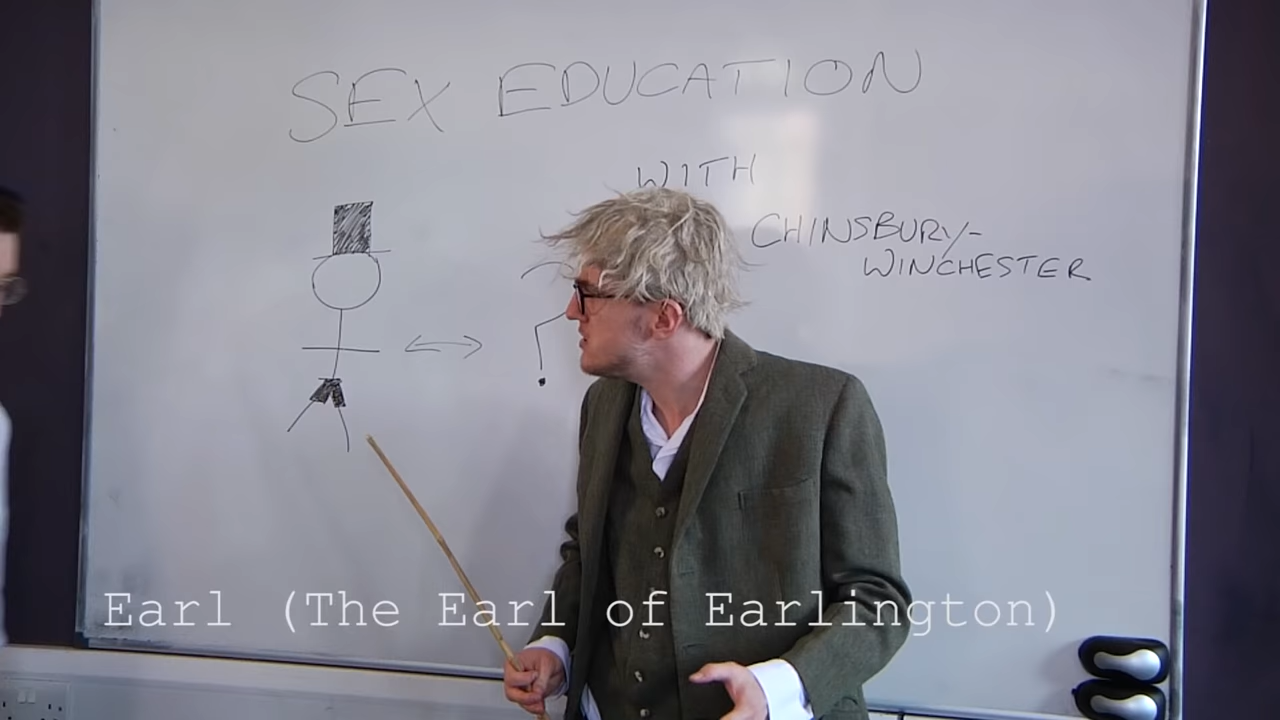 SEX EDUCATION
WITH
CHINSBURY-
WINCHESTER
?
Earl (The Earl of Earlington)